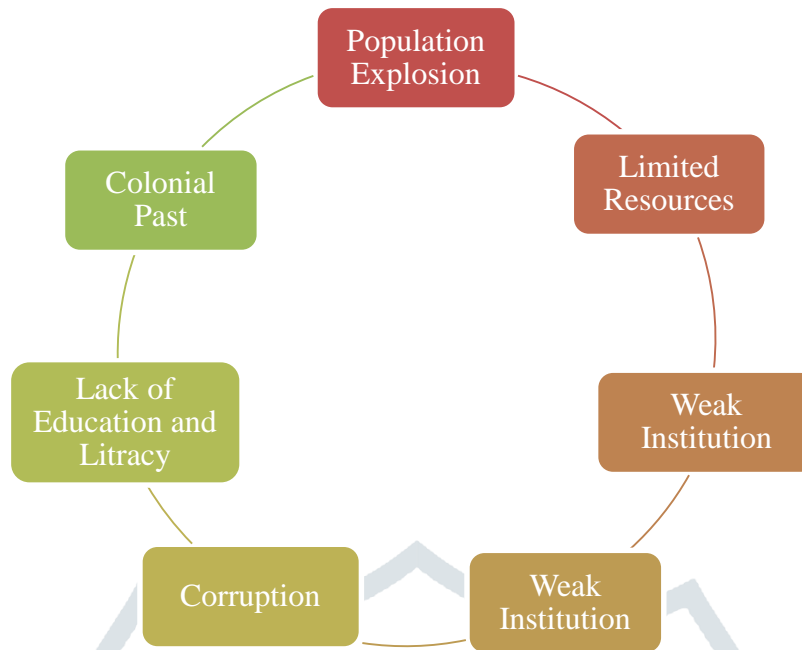 Population
Explosion
Limited
Resources
Weak
Institution
Weak
Institution
Corruption
Lack of
Education and
Litracy
Colonial
Past